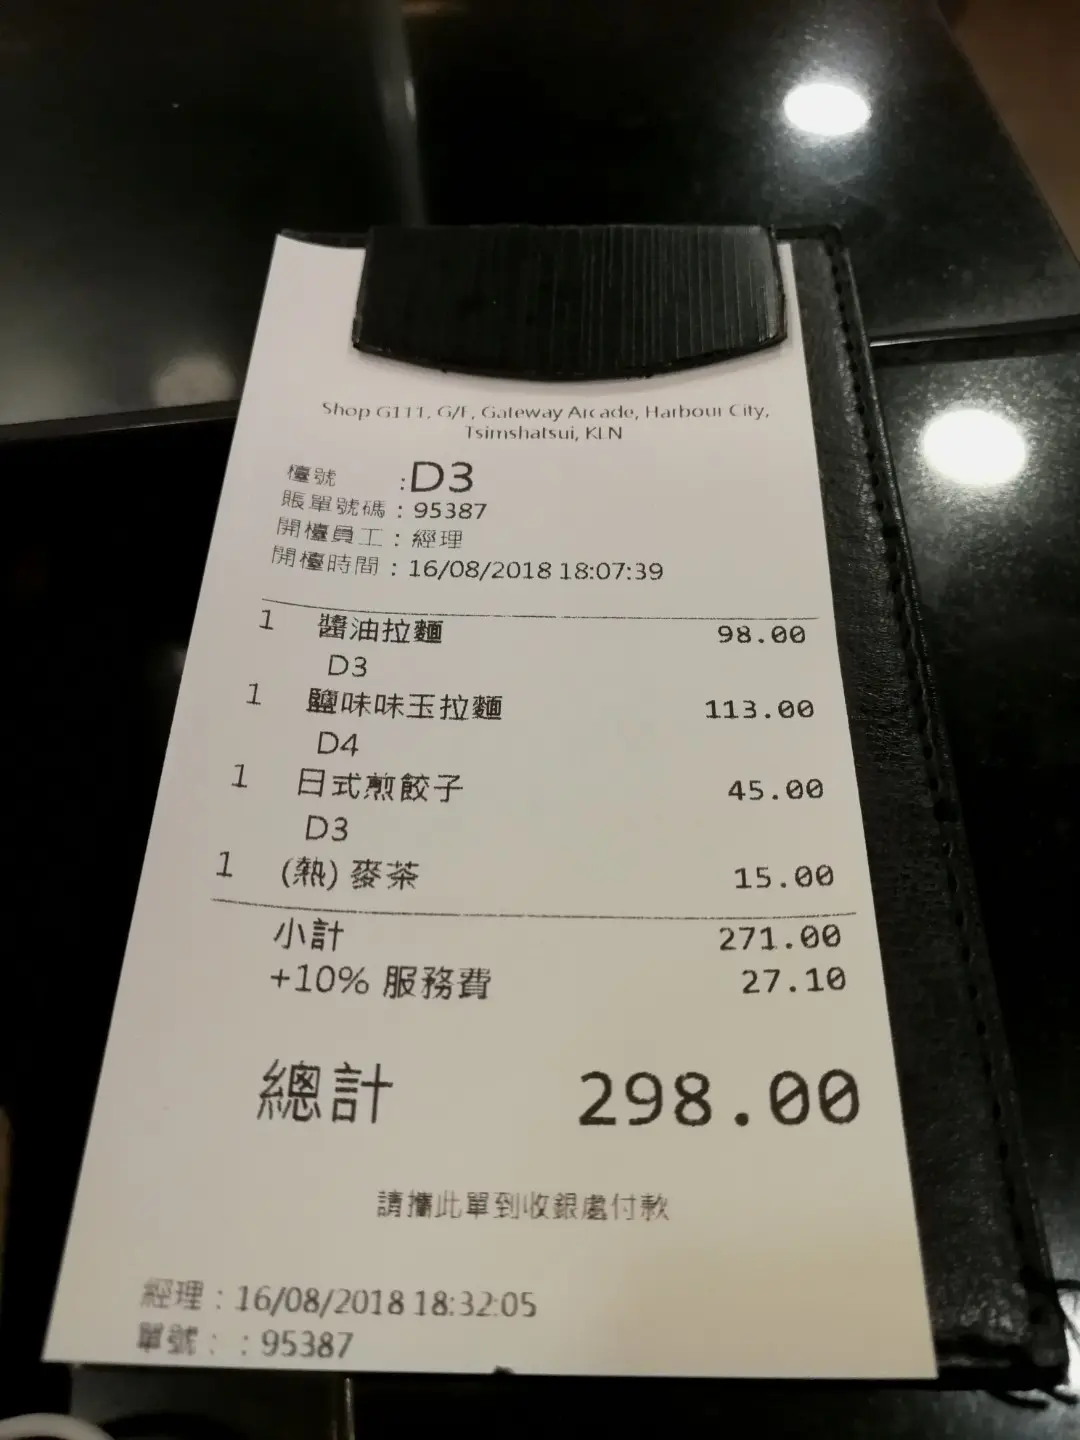 Shop G111, G/F, Gateway Arcade, Harbour City,
Tsimshatsui, KLN
檯號 :D3
賬單號碼 : 95387
開檯員工 : 經理
開檯時間 : 16/08/2018 18:07:39
1 醬油拉麵 98.00
D3
1 鹽味味玉拉麵 113.00
D4
1 日式煎餃子 45.00
D3
1 (熱) 麥茶 15.00
小計 271.00
+10% 服務費 27.10
總計 298.00
請攜此單到收銀處付款
經理 : 16/08/2018 18:32:05
單號 : : 95387